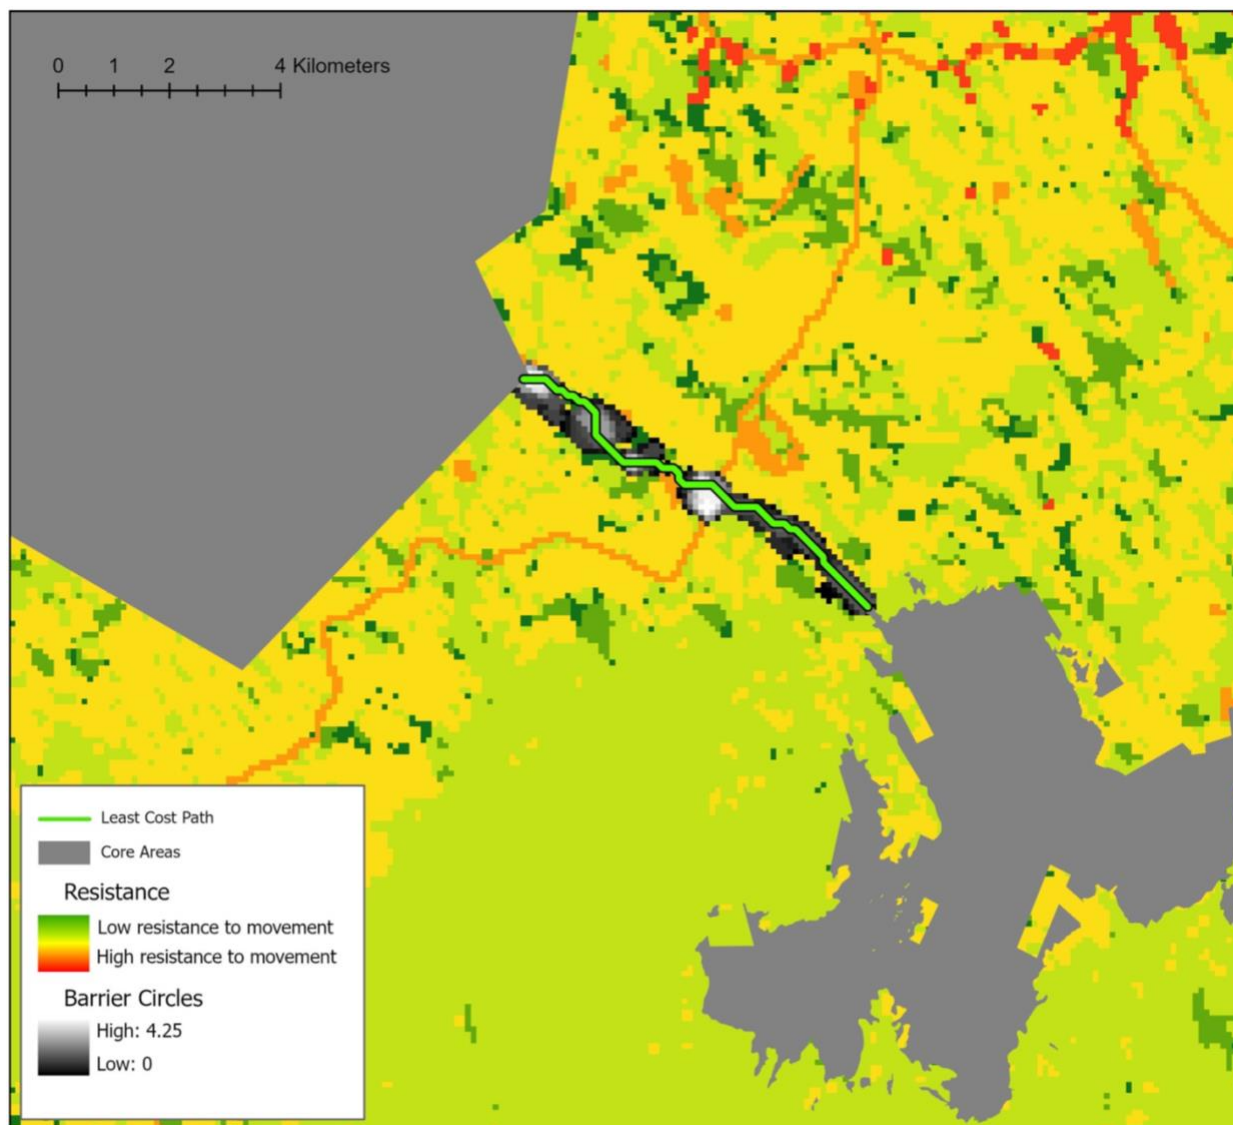 0 1 2 4 Kilometers
Least Cost Path
Core Areas
Resistance
Low resistance to movement
High resistance to movement
Barrier Circles
High: 4.25
Low: 0